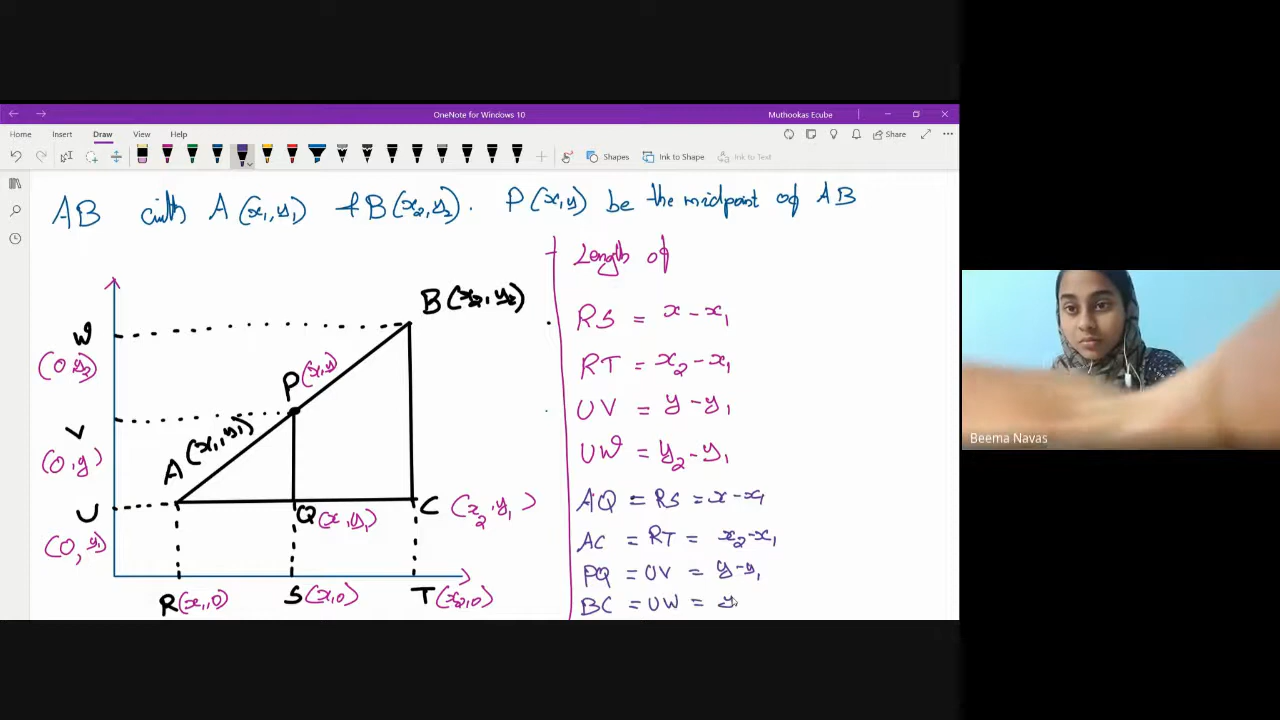 OneNote for Windows 10
Muthookas Ecube
Home Insert Draw View Help
Shapes Ink to Shape Ink to Text Share
AB with A(x₁,y₁) & B(x₂,y₂). P(x,y) be the midpoint of AB
Length of
B(x₂,y₂)
W
(0,y₂)
RS = x-x₁
P(x,y)
RT = x₂-x₁
V
(0,y)
A(x₁,y₁)
UV = y-y₁
UW = y₂-y₁
U
(0,y₁)
Q(x,y₁)
C(x₂,y₁)
AQ = RS = x-x₁
AC = RT = x₂-x₁
PQ = UV = y-y₁
BC = UW = y
R(x₁,0) S(x,0) T(x₂,0)
Beema Navas